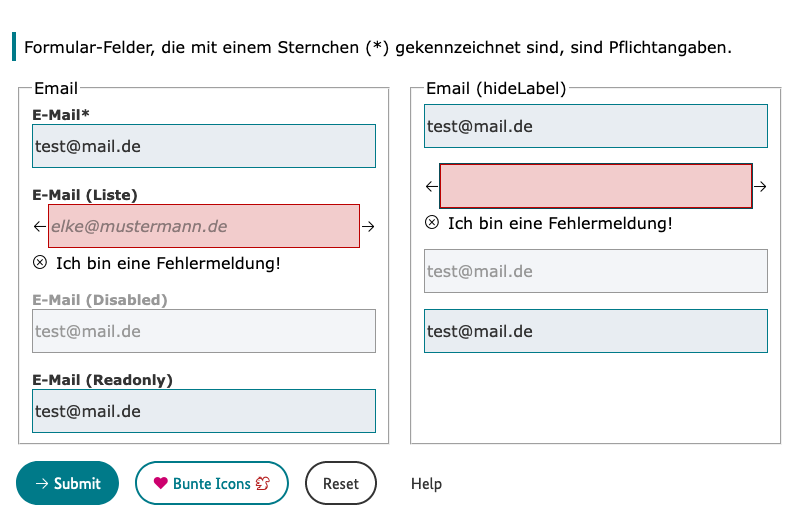 Formular-Felder, die mit einem Sternchen (*) gekennzeichnet sind, sind Pflichtangaben.
Email
E-Mail*
test@mail.de
E-Mail (Liste)
elke@mustermann.de
Ich bin eine Fehlermeldung!
E-Mail (Disabled)
test@mail.de
E-Mail (Readonly)
test@mail.de
Email (hideLabel)
test@mail.de
Ich bin eine Fehlermeldung!
test@mail.de
test@mail.de
Submit
Bunte Icons
Reset
Help